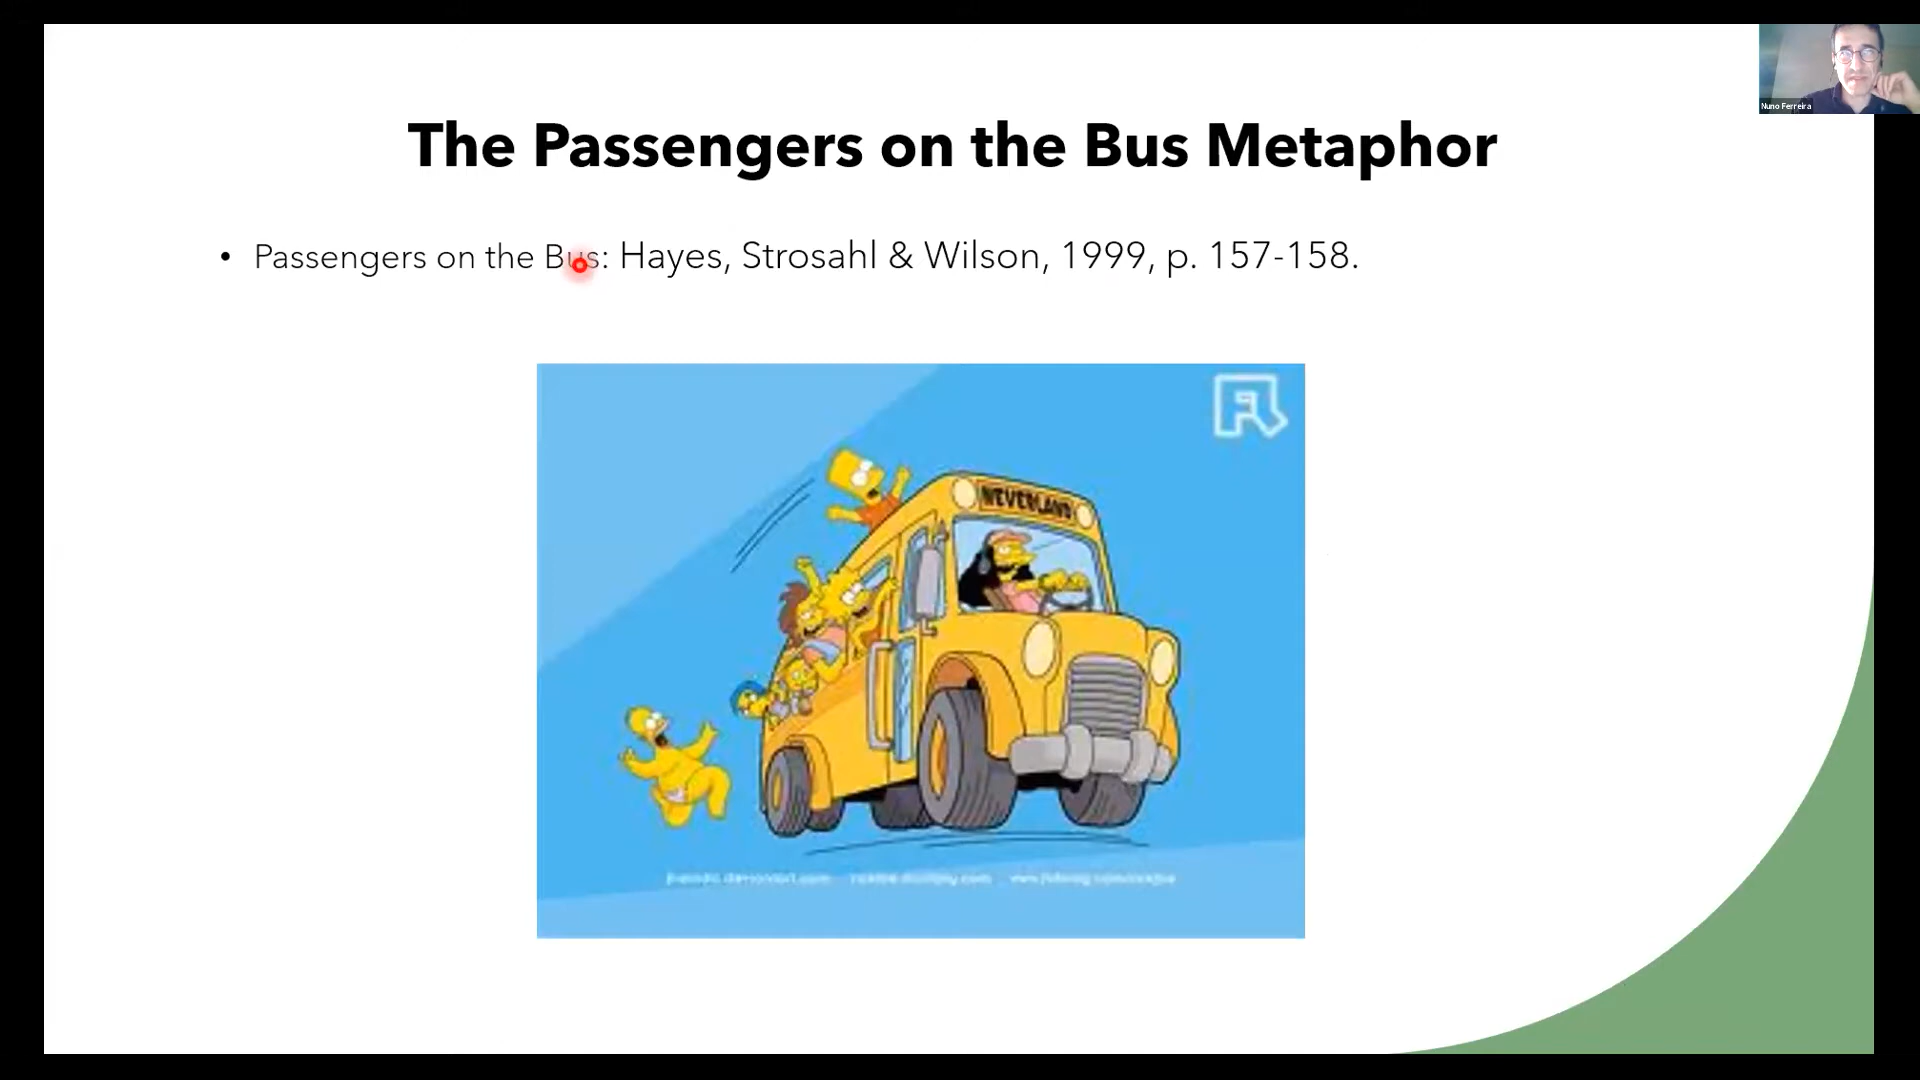 Nuno Ferreira
The Passengers on the Bus Metaphor
• Passengers on the Bus: Hayes, Strosahl & Wilson, 1999, p. 157-158.
NEVERLAND